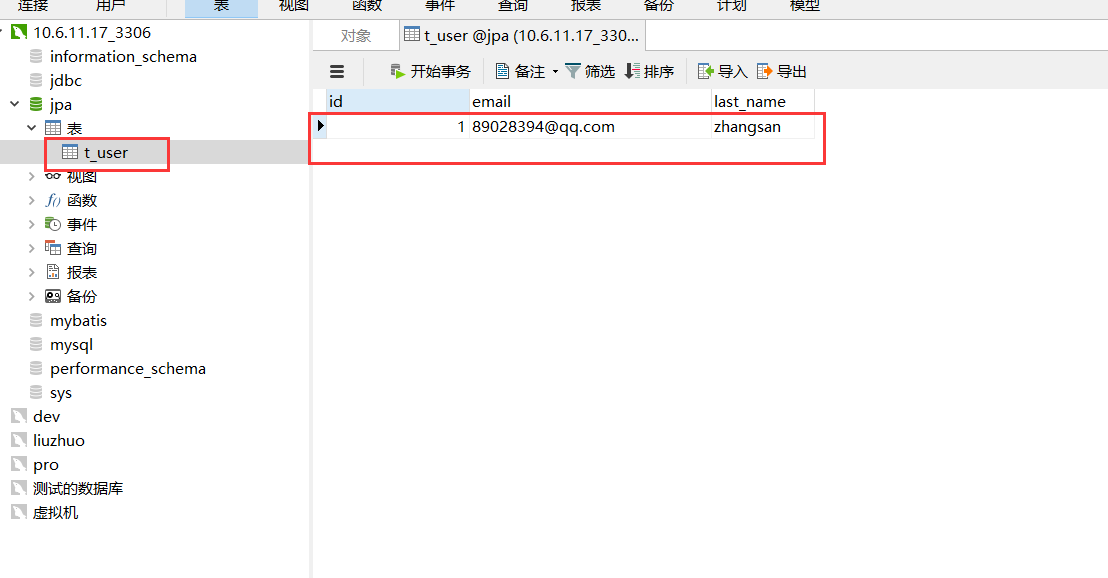 连接 用户 表 视图 函数 事件 查询 报表 备份 计划 模型
10.6.11.17_3306
information_schema
jdbc
jpa
表
t_user
视图
函数
事件
查询
报表
备份
mybatis
mysql
performance_schema
sys
dev
liuzhuo
pro
测试的数据库
虚拟机
对象 t_user @jpa (10.6.11.17_330...
开始事务 备注 筛选 排序 导入 导出
id email last_name
1 89028394@qq.com zhangsan